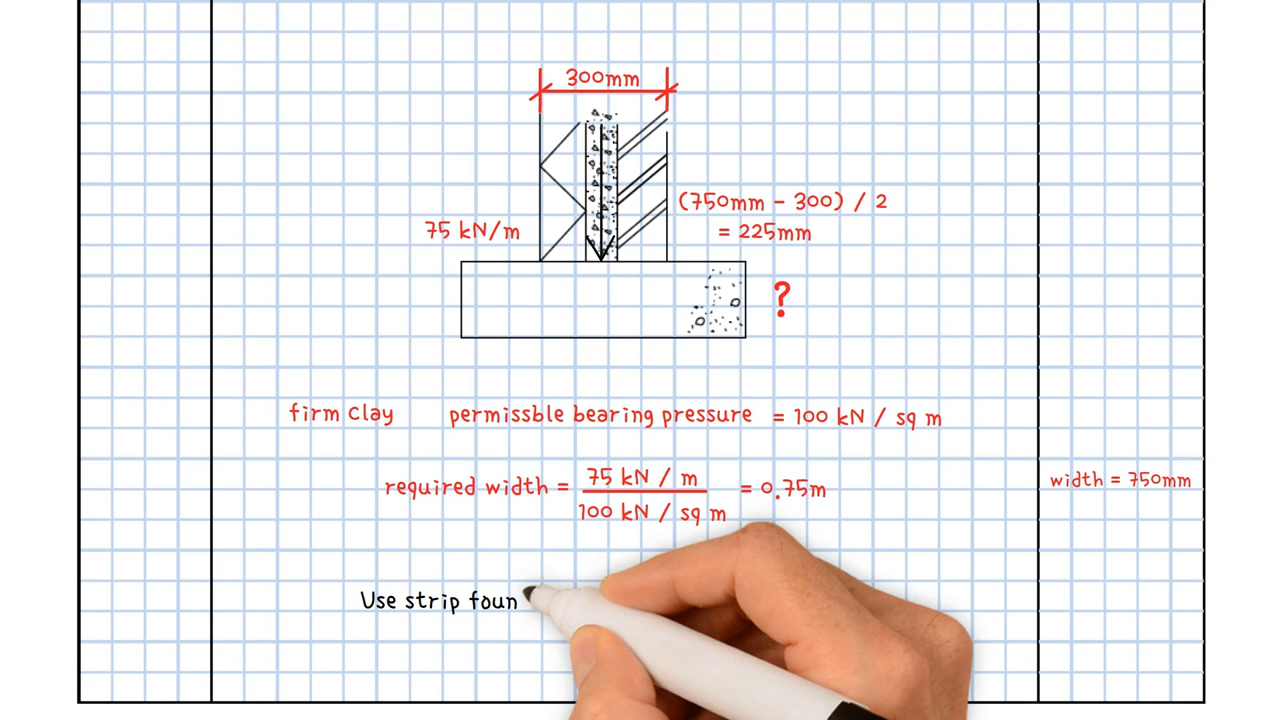 300mm
(750mm - 300) / 2
75 kN/m
= 225mm
?
firm clay permissble bearing pressure = 100 kN / sq m
required width = 75 kN / m = 0.75m
100 kN / sq m
width = 750mm
Use strip foun